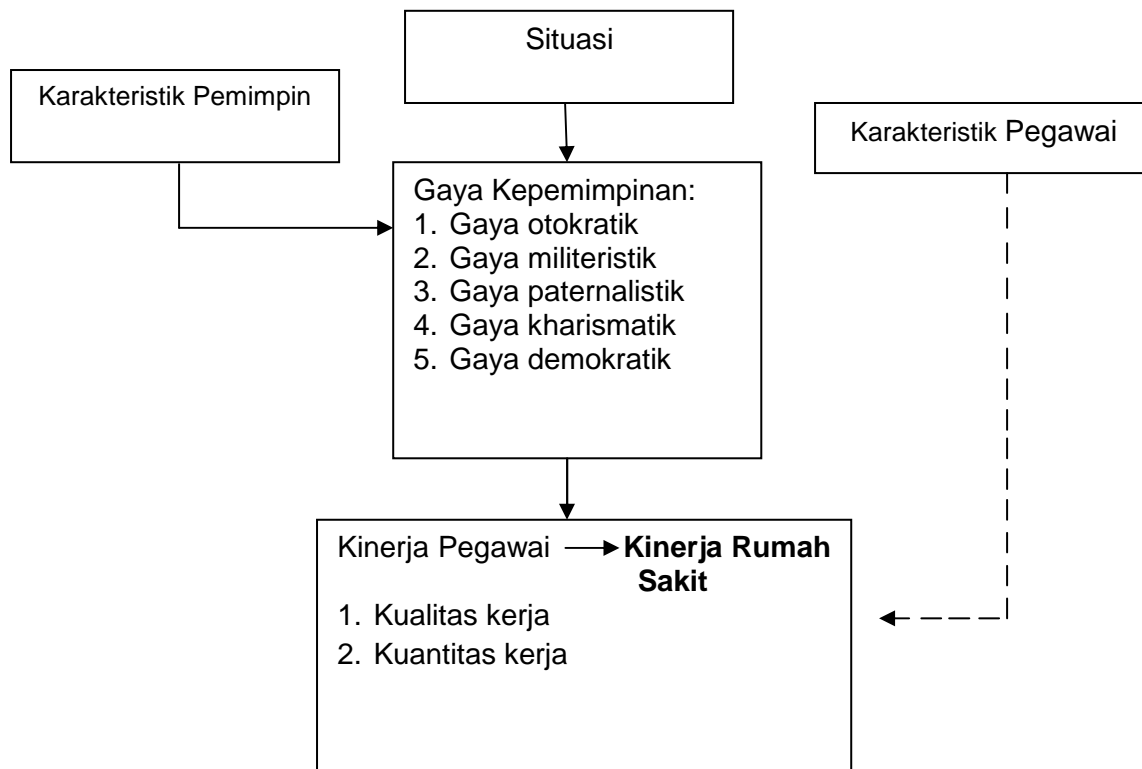 Situasi
Karakteristik Pemimpin
Karakteristik Pegawai
Gaya Kepemimpinan:
1. Gaya otokratik
2. Gaya militeristik
3. Gaya paternalistik
4. Gaya kharismatik
5. Gaya demokratik
Kinerja Pegawai Kinerja Rumah
Sakit
1. Kualitas kerja
2. Kuantitas kerja